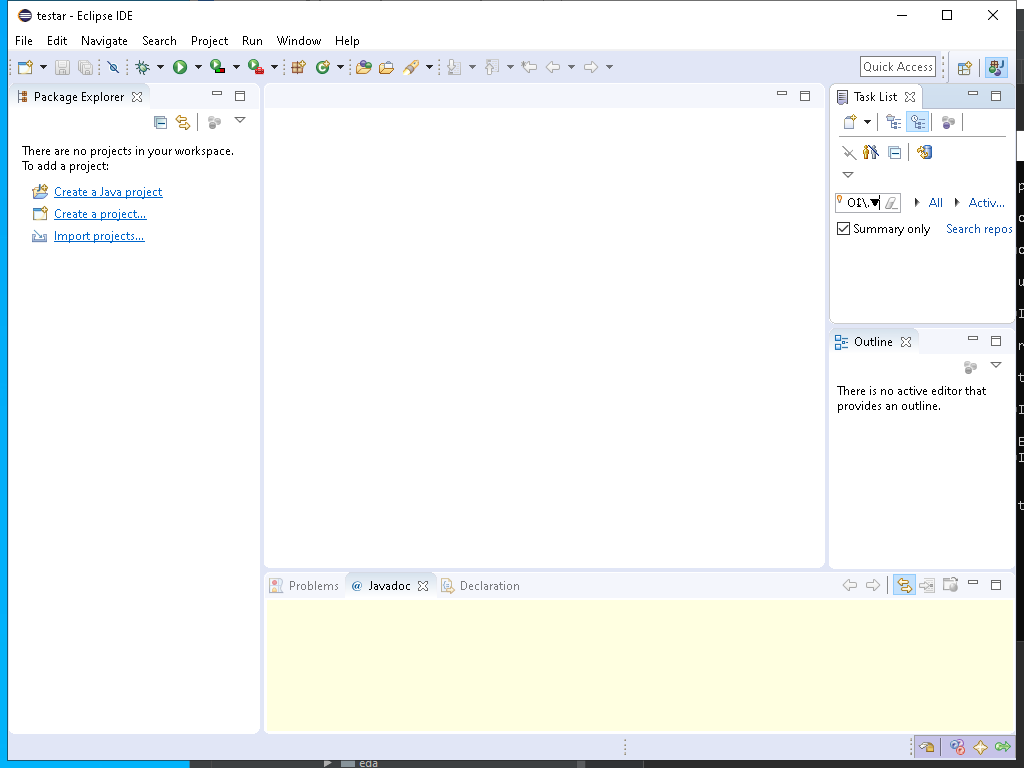 testar - Eclipse IDE
File Edit Navigate Search Project Run Window Help
Quick Access
Package Explorer
There are no projects in your workspace.
To add a project:
Create a Java project
Create a project...
Import projects...
Task List
All
Activ...
Summary only
Search repos
Outline
There is no active editor that
provides an outline.
Problems
@ Javadoc
Declaration
eda